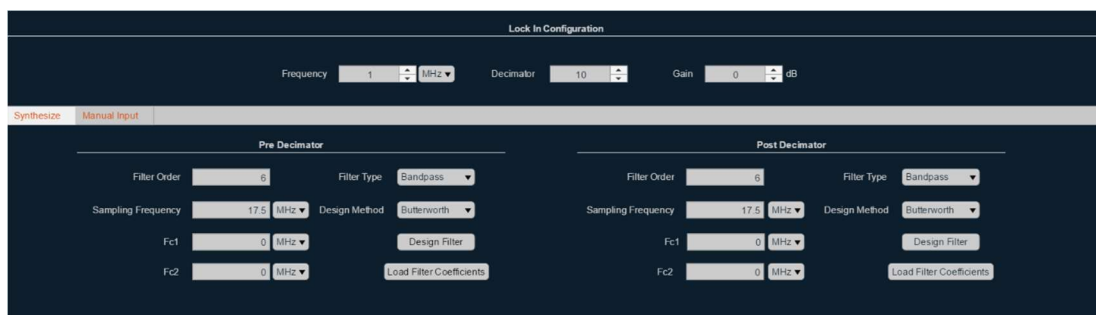 Lock In Configuration
Frequency 1 MHz Decimator 10 Gain 0 dB
Synthesize Manual Input
Pre Decimator Post Decimator
Filter Order 6 Filter Type Bandpass Filter Order 6 Filter Type Bandpass
Sampling Frequency 17.5 MHz Design Method Butterworth Sampling Frequency 17.5 MHz Design Method Butterworth
Fc1 0 MHz Design Filter Fc1 0 MHz Design Filter
Fc2 0 MHz Load Filter Coefficients Fc2 0 MHz Load Filter Coefficients